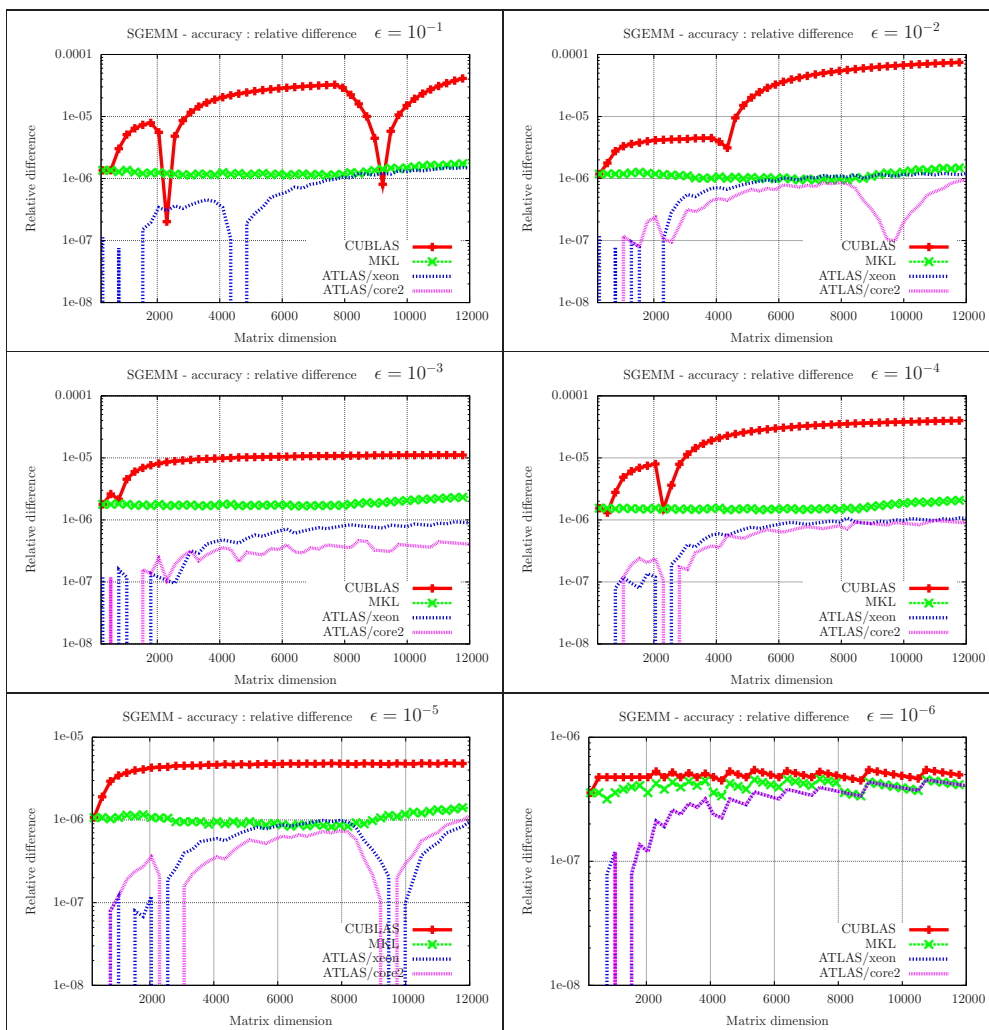 SGEMM - accuracy : relative difference ϵ = 10⁻¹
0.0001
1e-05
1e-06
1e-07
1e-08
Relative difference
CUBLAS
MKL
ATLAS/xeon
ATLAS/core2
2000 4000 6000 8000 10000 12000
Matrix dimension
SGEMM - accuracy : relative difference ϵ = 10⁻²
0.0001
1e-05
1e-06
1e-07
1e-08
Relative difference
CUBLAS
MKL
ATLAS/xeon
ATLAS/core2
2000 4000 6000 8000 10000 12000
Matrix dimension
SGEMM - accuracy : relative difference ϵ = 10⁻³
0.0001
1e-05
1e-06
1e-07
1e-08
Relative difference
CUBLAS
MKL
ATLAS/xeon
ATLAS/core2
2000 4000 6000 8000 10000 12000
Matrix dimension
SGEMM - accuracy : relative difference ϵ = 10⁻⁴
0.0001
1e-05
1e-06
1e-07
1e-08
Relative difference
CUBLAS
MKL
ATLAS/xeon
ATLAS/core2
2000 4000 6000 8000 10000 12000
Matrix dimension
SGEMM - accuracy : relative difference ϵ = 10⁻⁵
1e-05
1e-06
1e-07
1e-08
Relative difference
CUBLAS
MKL
ATLAS/xeon
ATLAS/core2
2000 4000 6000 8000 10000 12000
Matrix dimension
SGEMM - accuracy : relative difference ϵ = 10⁻⁶
1e-06
1e-07
1e-08
Relative difference
CUBLAS
MKL
ATLAS/xeon
ATLAS/core2
2000 4000 6000 8000 10000 12000
Matrix dimension